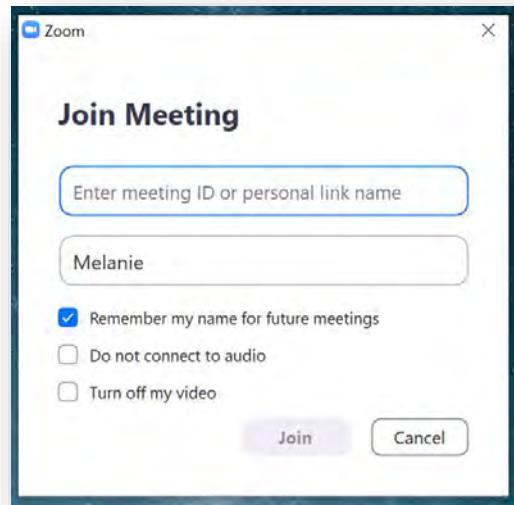 Zoom
Join Meeting
Enter meeting ID or personal link name
Melanie
Remember my name for future meetings
Do not connect to audio
Turn off my video
Join Cancel